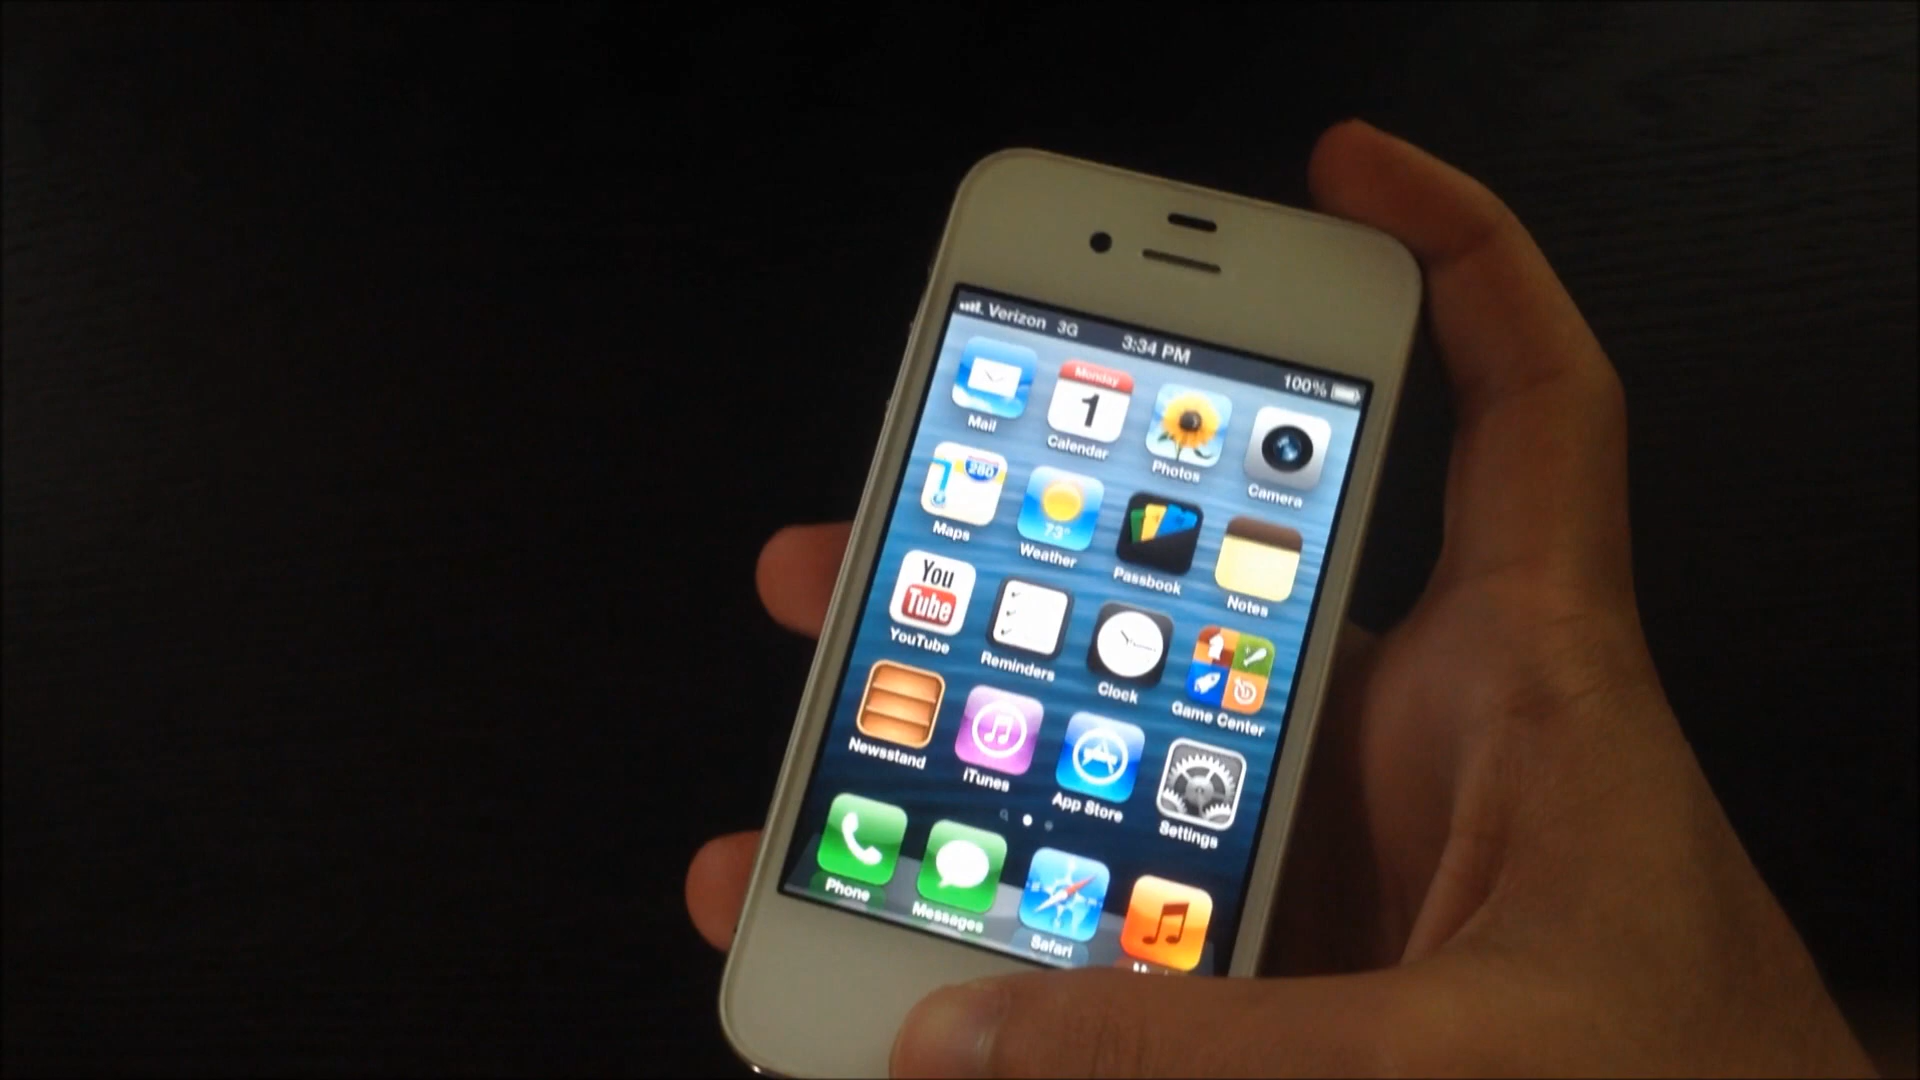 Verizon 3G 3:34 PM 100%
Monday
1
Mail Calendar Photos Camera
280
73°
Maps Weather Passbook Notes
You
Tube
YouTube Reminders Clock Game Center
Newsstand iTunes App Store Settings
Phone Messages Safari